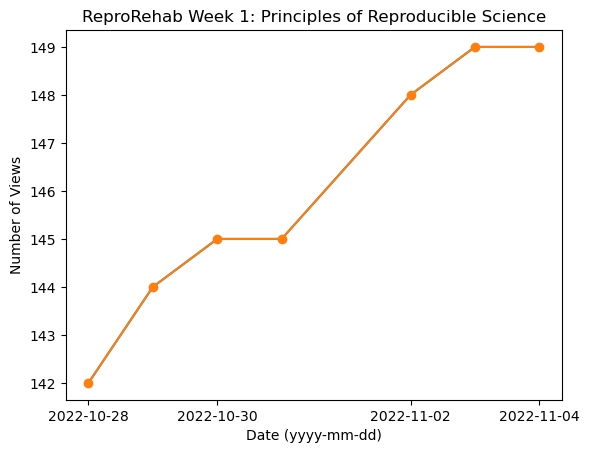 ReproRehab Week 1: Principles of Reproducible Science
149
148
147
146
145
144
143
142
Number of Views
2022-10-28 2022-10-30 2022-11-02 2022-11-04
Date (yyyy-mm-dd)